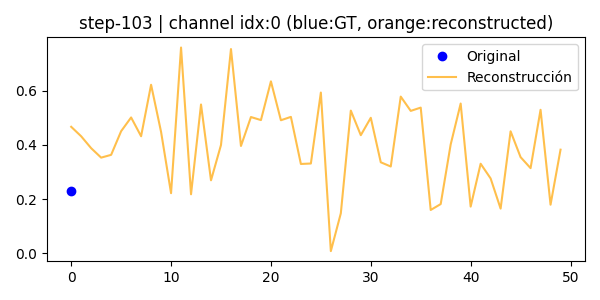 step-103 | channel idx:0 (blue:GT, orange:reconstructed)
Original
Reconstrucción
0.6
0.4
0.2
0.0
0 10 20 30 40 50